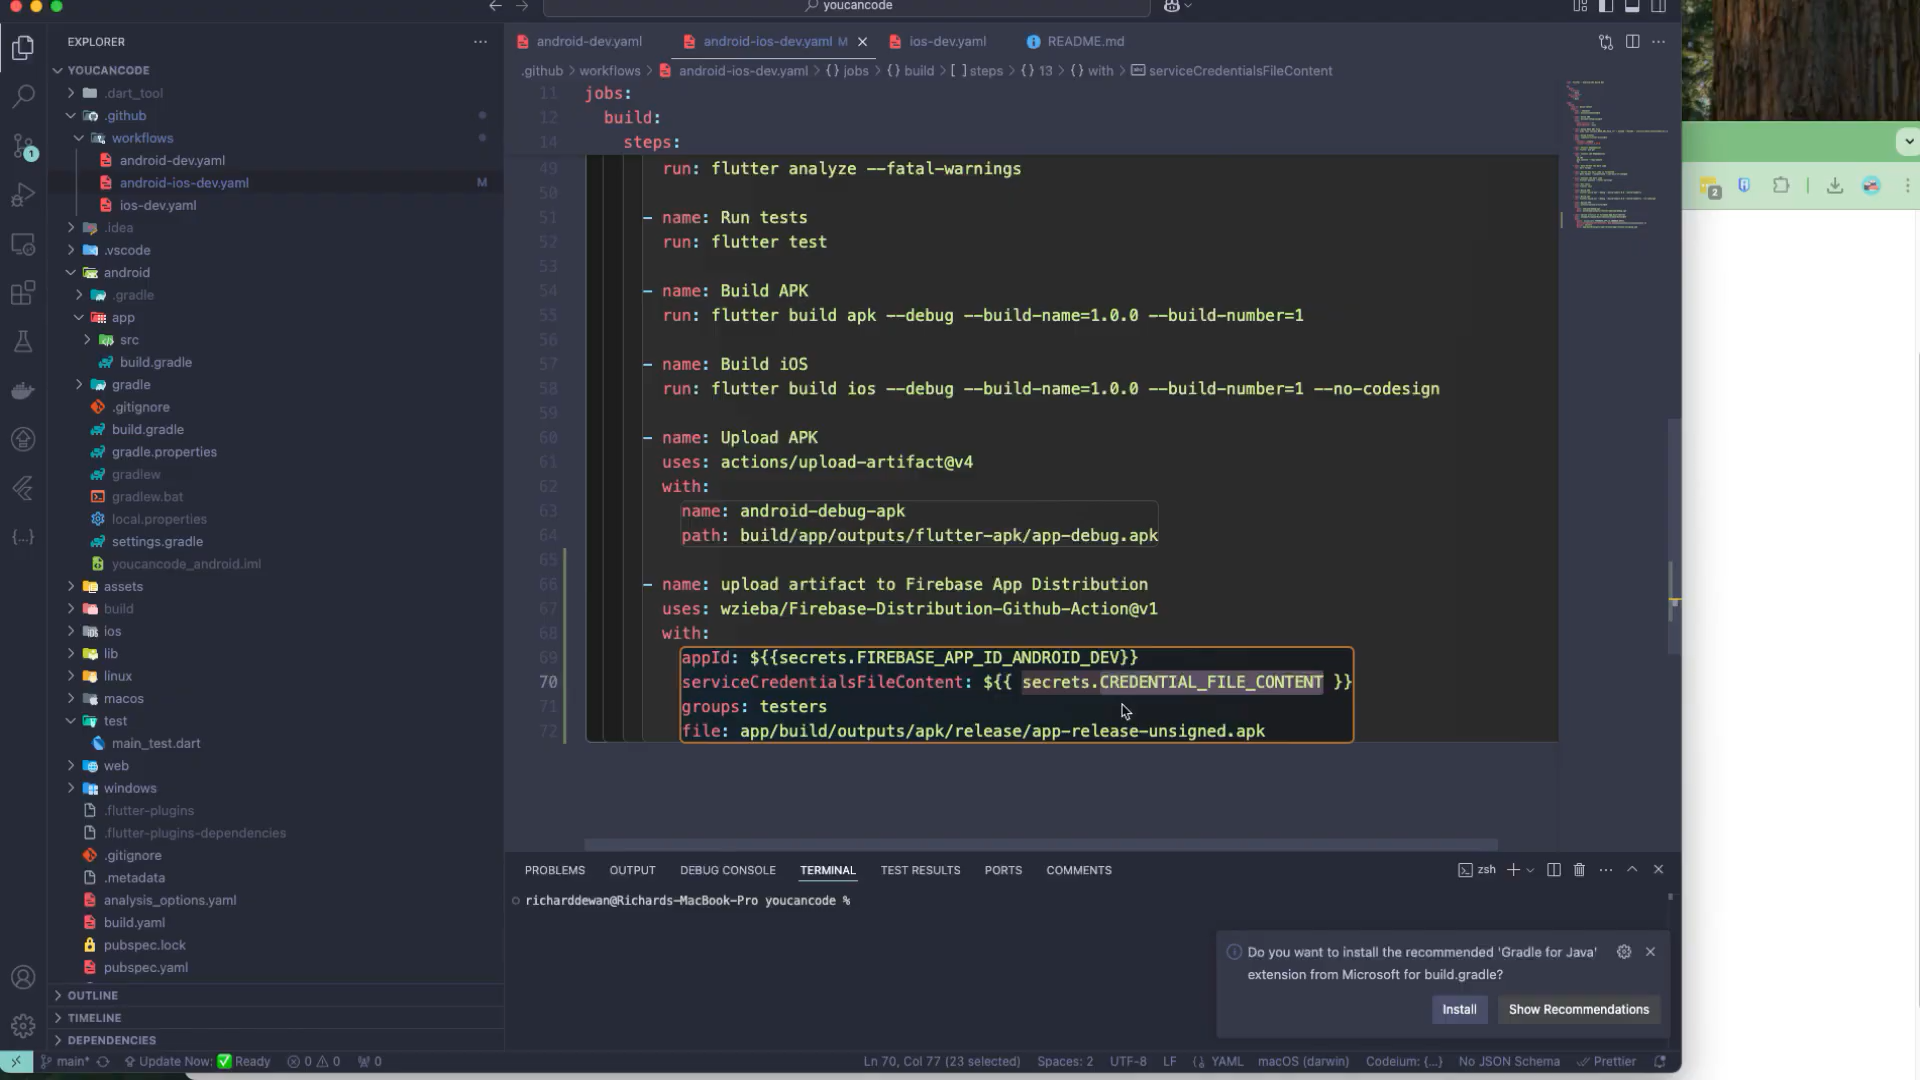 youcancode
EXPLORER
YOUCANCODE
.dart_tool
.github
workflows
android-dev.yaml
android-ios-dev.yaml M
ios-dev.yaml
.idea
.vscode
android
.gradle
app
src
build.gradle
gradle
.gitignore
build.gradle
gradle.properties
gradlew
gradlew.bat
local.properties
settings.gradle
youcancode_android.iml
assets
build
ios
lib
linux
macos
test
main_test.dart
web
windows
.flutter-plugins
.flutter-plugins-dependencies
.gitignore
.metadata
analysis_options.yaml
build.yaml
pubspec.lock
pubspec.yaml
OUTLINE
TIMELINE
DEPENDENCIES
android-dev.yaml android-ios-dev.yaml M ios-dev.yaml README.md
.github > workflows > android-ios-dev.yaml > {} jobs > {} build > [ ] steps > {} 13 > {} with > serviceCredentialsFileContent
11 jobs:
12 build:
14 steps:
49 run: flutter analyze --fatal-warnings
50
51 - name: Run tests
52 run: flutter test
53
54 - name: Build APK
55 run: flutter build apk --debug --build-name=1.0.0 --build-number=1
56
57 - name: Build iOS
58 run: flutter build ios --debug --build-name=1.0.0 --build-number=1 --no-codesign
59
60 - name: Upload APK
61 uses: actions/upload-artifact@v4
62 with:
63 name: android-debug-apk
64 path: build/app/outputs/flutter-apk/app-debug.apk
65
66 - name: upload artifact to Firebase App Distribution
67 uses: wzieba/Firebase-Distribution-Github-Action@v1
68 with:
69 appId: ${{secrets.FIREBASE_APP_ID_ANDROID_DEV}}
70 serviceCredentialsFileContent: ${{ secrets.CREDENTIAL_FILE_CONTENT }}
71 groups: testers
72 file: app/build/outputs/apk/release/app-release-unsigned.apk
PROBLEMS OUTPUT DEBUG CONSOLE TERMINAL TEST RESULTS PORTS COMMENTS
zsh
richarddewan@Richards-MacBook-Pro youcancode %
Do you want to install the recommended 'Gradle for Java'
extension from Microsoft for build.gradle?
Install Show Recommendations
main* Update Now: ✅ Ready 0 0 0
Ln 70, Col 77 (23 selected) Spaces: 2 UTF-8 LF YAML macOS (darwin) Codeium: {...} No JSON Schema Prettier
1
2